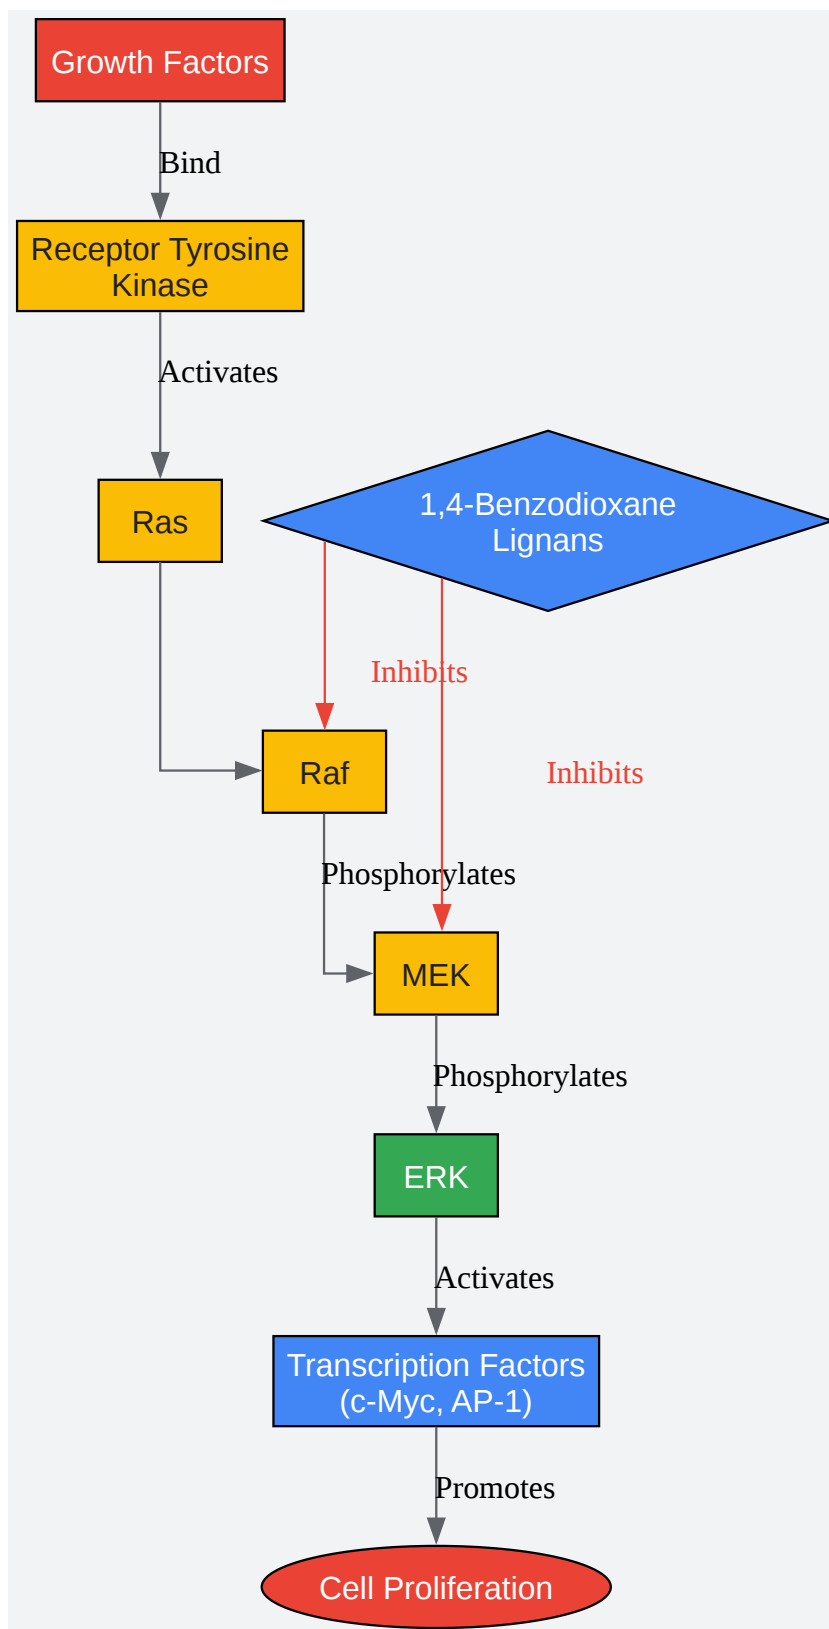 Growth Factors
Bind
Receptor Tyrosine
Kinase
Activates
Ras
1,4-Benzodioxane
Lignans
Inhibits
Raf
Inhibits
Phosphorylates
MEK
Phosphorylates
ERK
Activates
Transcription Factors
(c-Myc, AP-1)
Promotes
Cell Proliferation